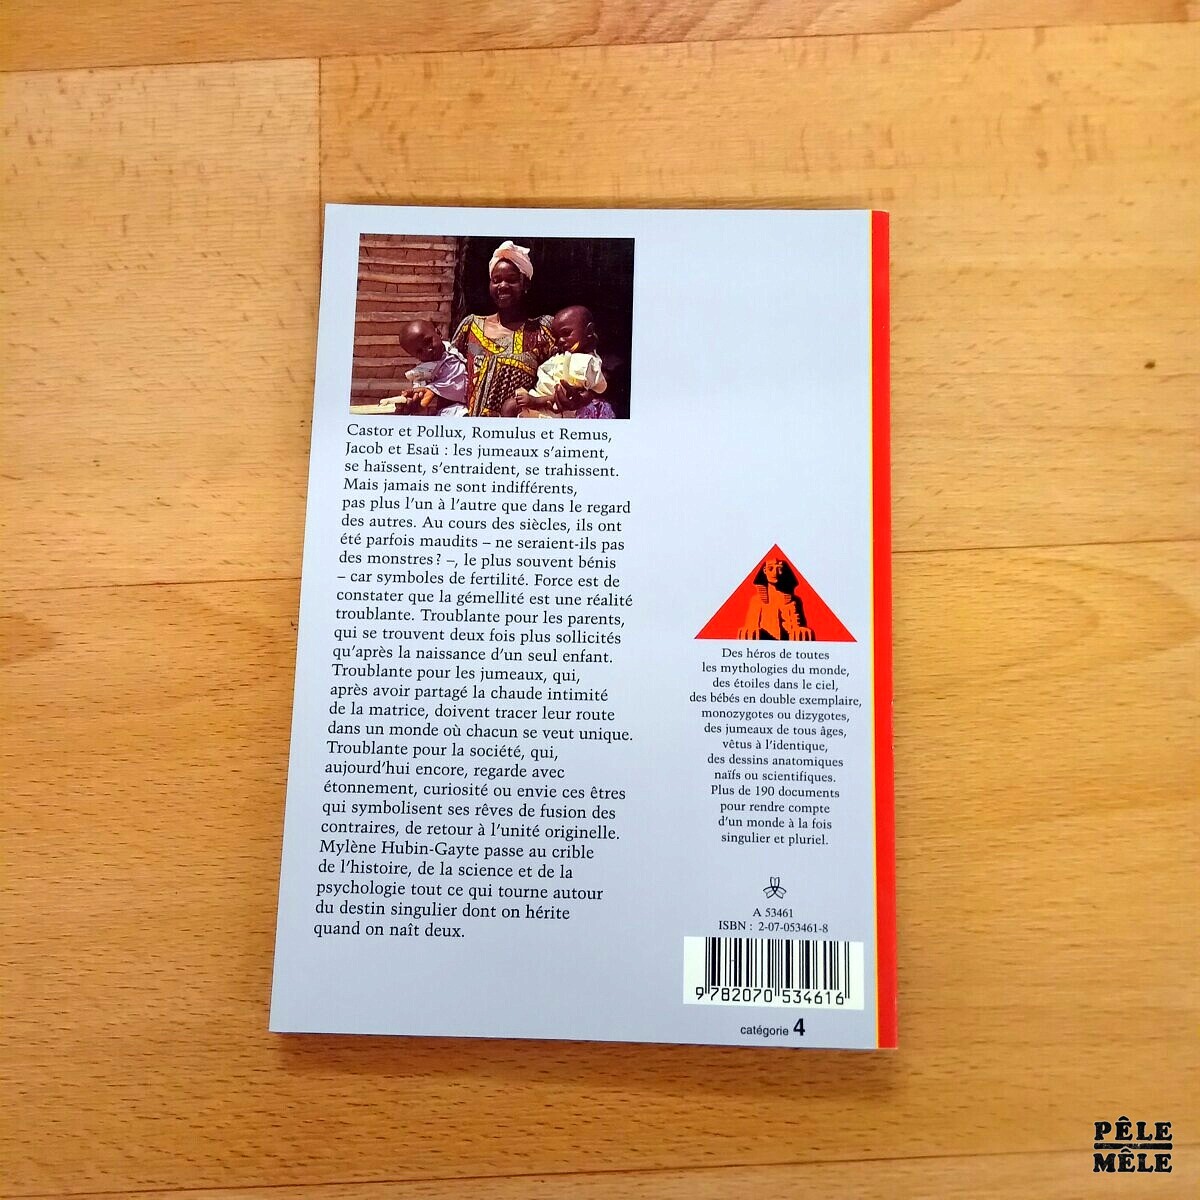 Castor et Pollux, Romulus et Remus,
Jacob et Esaü : les jumeaux s'aiment,
se haïssent, s'entraident, se trahissent.
Mais jamais ne sont indifférents,
pas plus l'un à l'autre que dans le regard
des autres. Au cours des siècles, ils ont
été parfois maudits – ne seraient-ils pas
des monstres ? –, le plus souvent bénis
– car symboles de fertilité. Force est de
constater que la gémellité est une réalité
troublante. Troublante pour les parents,
qui se trouvent deux fois plus sollicités
qu'après la naissance d'un seul enfant.
Troublante pour les jumeaux, qui,
après avoir partagé la chaude intimité
de la matrice, doivent tracer leur route
dans un monde où chacun se veut unique.
Troublante pour la société, qui,
aujourd'hui encore, regarde avec
étonnement, curiosité ou envie ces êtres
qui symbolisent ses rêves de fusion des
contraires, de retour à l'unité originelle.
Mylène Hubin-Gayte passe au crible
de l'histoire, de la science et de la
psychologie tout ce qui tourne autour
du destin singulier dont on hérite
quand on naît deux.
Des héros de toutes
les mythologies du monde,
des étoiles dans le ciel,
des bébés en double exemplaire,
monozygotes ou dizygotes,
des jumeaux de tous âges,
vêtus à l'identique,
des dessins anatomiques
naïfs ou scientifiques.
Plus de 190 documents
pour rendre compte
d'un monde à la fois
singulier et pluriel.
A 53461
ISBN : 2-07-053461-8
9 782070 534616
catégorie 4
PÊLE
MÊLE